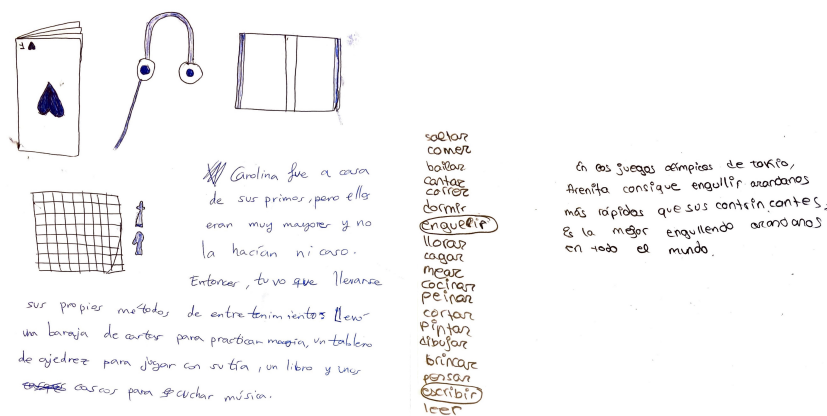 Carolina fue a casa
de sus primos, pero ellos
eran muy mayores y no
la hacían ni caso.
Entonces, tuvo que llevarse
sus propios métodos de entretenimientos llevó
una baraja de cartas para practicar magia, un tablero
de ajedrez para jugar con su tía, un libro y unos
cascos para escuchar música.
saltar
comer
bailar
cantar
correr
dormir
engullir
llorar
cagar
mear
cocinar
peinar
cortar
pintar
dibujar
brincar
pensar
escribir
leer
En los juegos olímpicos de tokio,
Arenita consigue engullir arandanos
más rápidos que sus contrincantes,
Es la mejor engullendo arandanos
en todo el mundo.